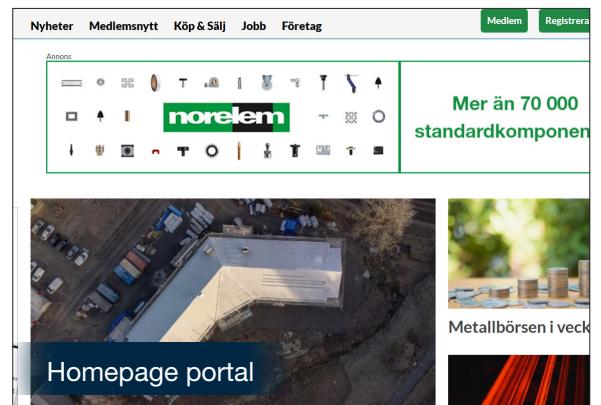 Nyheter Medlemsnytt Köp & Sälj Jobb Företag Medlem Registrera
Annons
norelem
Mer än 70 000
standardkomponen
Metallbörsen i veck
Homepage portal